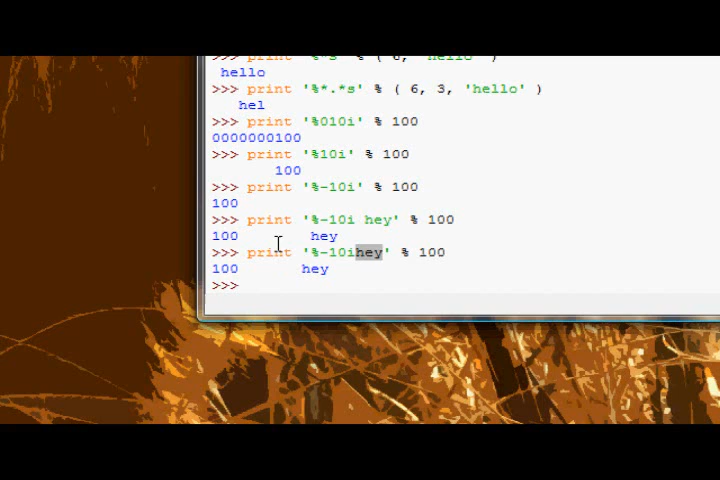 >>> print '%*s' % ( 6, 'hello' )
 hello
>>> print '%*.*s' % ( 6, 3, 'hello' )
   hel
>>> print '%010i' % 100
0000000100
>>> print '%10i' % 100
       100
>>> print '%-10i' % 100
100
>>> print '%-10i hey' % 100
100        hey
>>> print '%-10ihey' % 100
100       hey
>>>